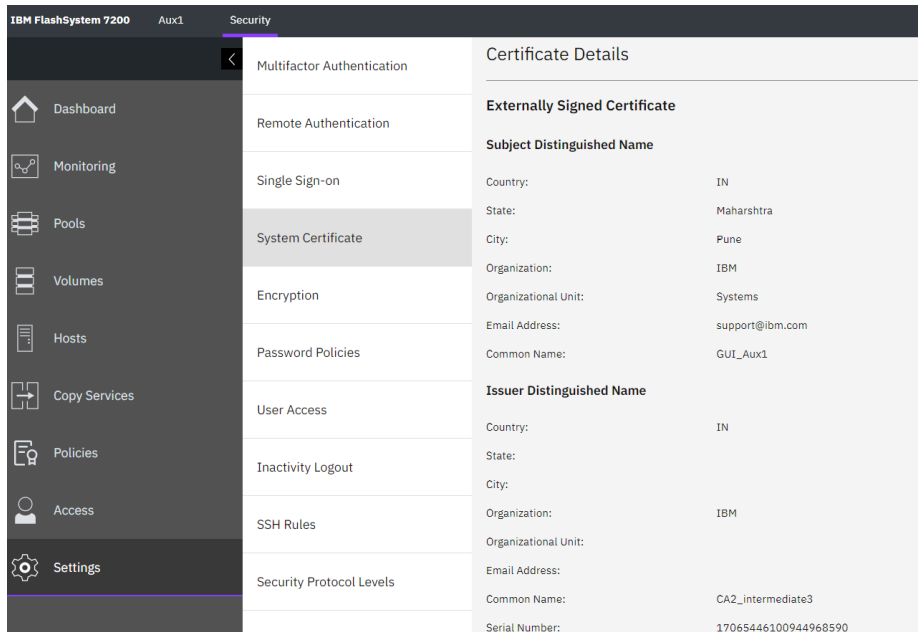 IBM FlashSystem 7200 Aux1 Security
Dashboard
Monitoring
Pools
Volumes
Hosts
Copy Services
Policies
Access
Settings
Multifactor Authentication
Remote Authentication
Single Sign-on
System Certificate
Encryption
Password Policies
User Access
Inactivity Logout
SSH Rules
Security Protocol Levels
Certificate Details
Externally Signed Certificate
Subject Distinguished Name
Country: IN
State: Maharshtra
City: Pune
Organization: IBM
Organizational Unit: Systems
Email Address: support@ibm.com
Common Name: GUI_Aux1
Issuer Distinguished Name
Country: IN
State:
City:
Organization: IBM
Organizational Unit:
Email Address:
Common Name: CA2_intermediate3
Serial Number: 17065446100944968590